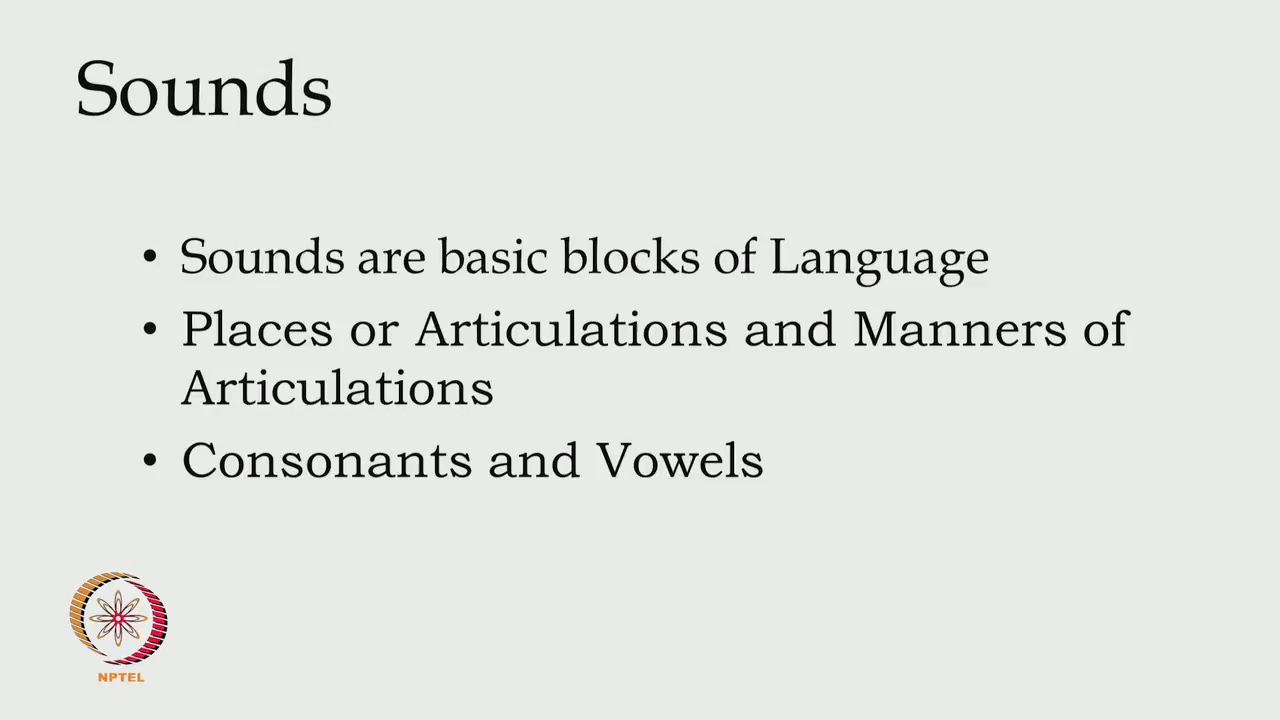 Sounds
• Sounds are basic blocks of Language
• Places or Articulations and Manners of
Articulations
• Consonants and Vowels
NPTEL